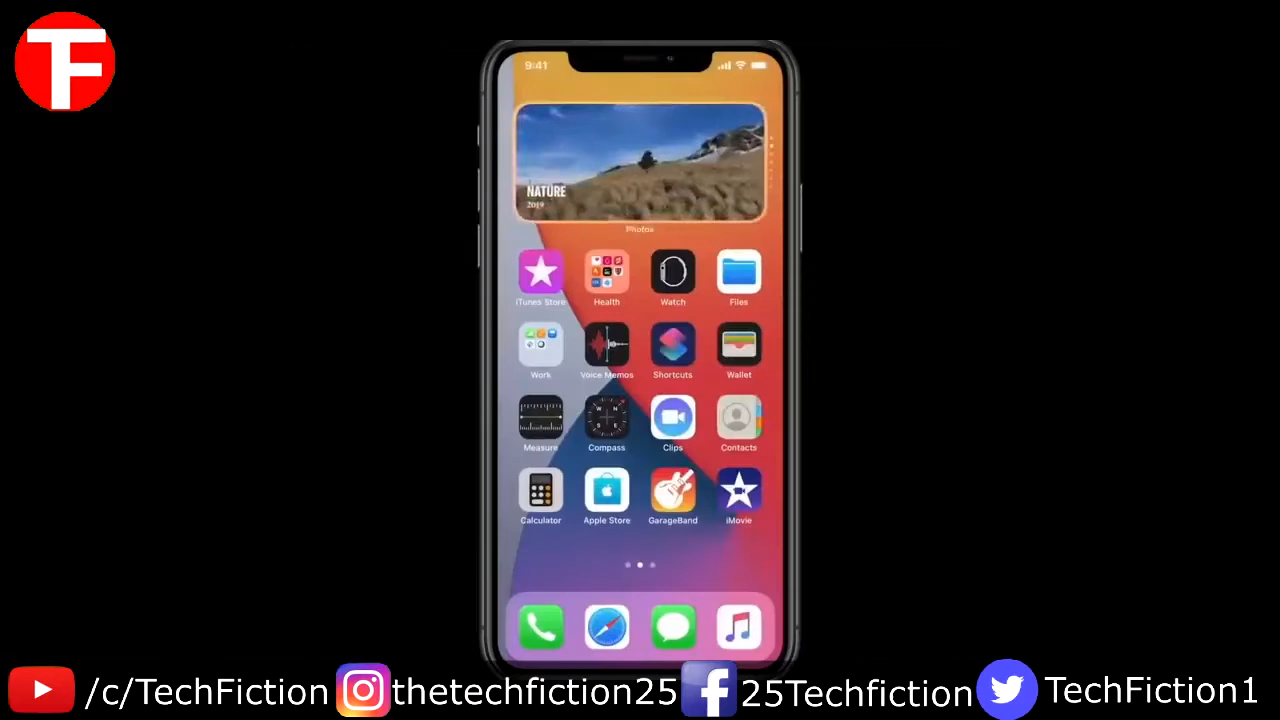 TF
9:41
NATURE
2019
Photos
iTunes Store Health Watch Files
Work Voice Memos Shortcuts Wallet
W N S E
Measure Compass Clips Contacts
Calculator Apple Store GarageBand iMovie
/c/TechFiction thetechfiction25 f 25Techfiction TechFiction1